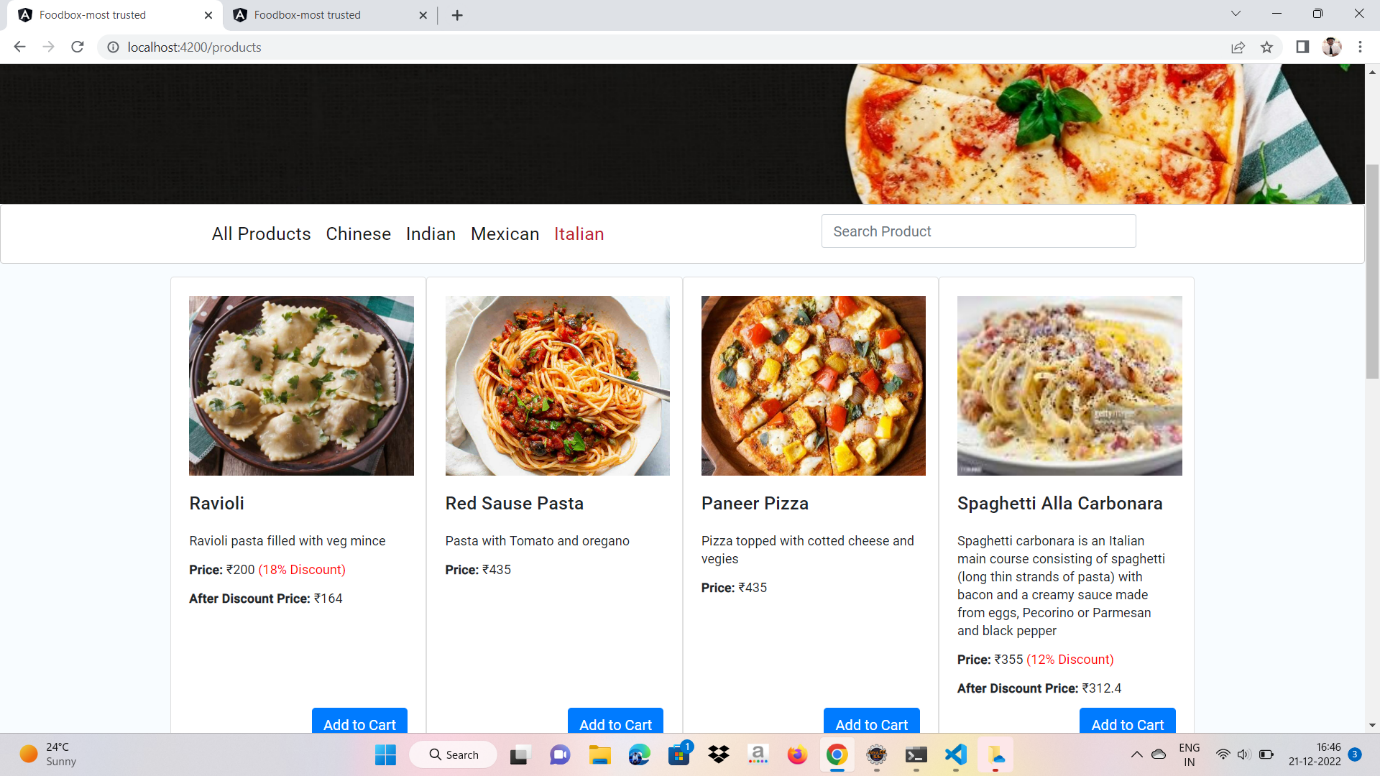 Foodbox-most trusted
Foodbox-most trusted
localhost:4200/products
All Products Chinese Indian Mexican Italian
Search Product
Ravioli
Ravioli pasta filled with veg mince
Price: ₹200 (18% Discount)
After Discount Price: ₹164
Add to Cart
Red Sause Pasta
Pasta with Tomato and oregano
Price: ₹435
Add to Cart
Paneer Pizza
Pizza topped with cotted cheese and
vegies
Price: ₹435
Add to Cart
gettyimages
Spaghetti Alla Carbonara
Spaghetti carbonara is an Italian
main course consisting of spaghetti
(long thin strands of pasta) with
bacon and a creamy sauce made
from eggs, Pecorino or Parmesan
and black pepper
Price: ₹355 (12% Discount)
After Discount Price: ₹312.4
Add to Cart
24°C
Sunny
Search
1
a
ENG
IN
16:46
21-12-2022
3